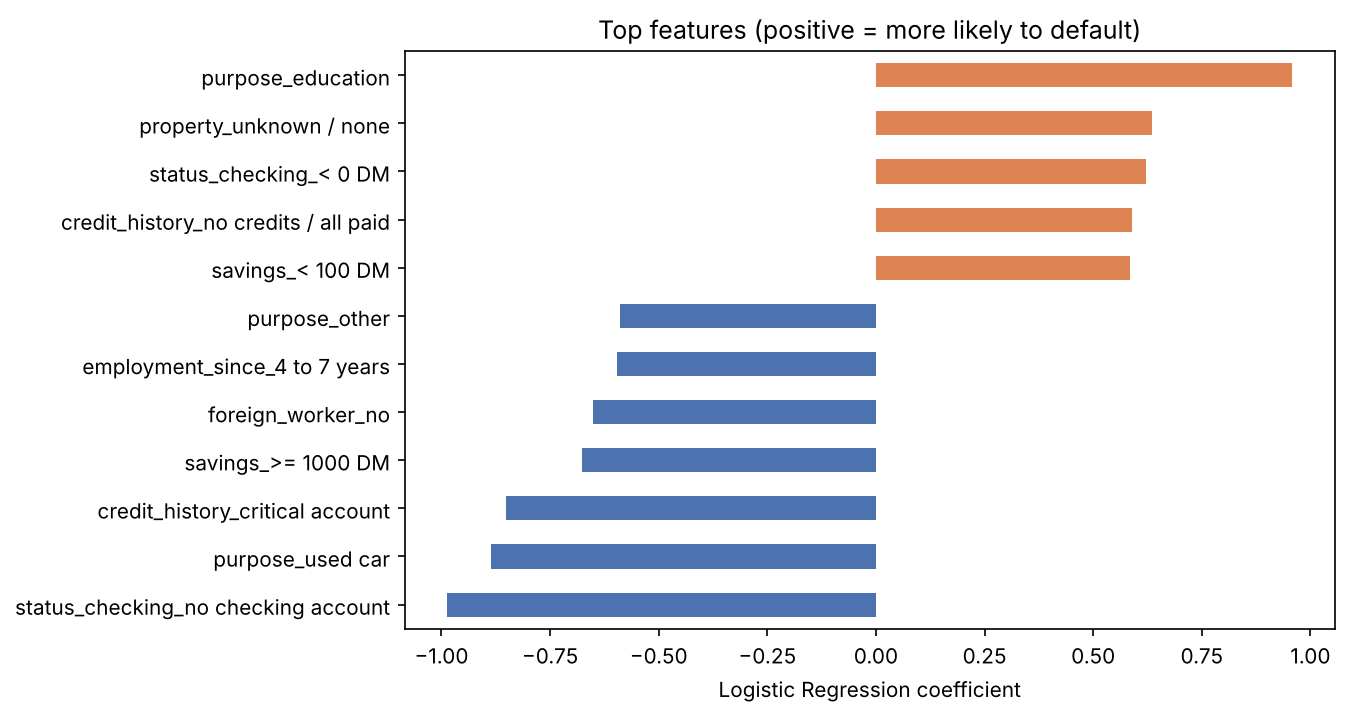 Top features (positive = more likely to default)
purpose_education
property_unknown / none
status_checking_< 0 DM
credit_history_no credits / all paid
savings_< 100 DM
purpose_other
employment_since_4 to 7 years
foreign_worker_no
savings_>= 1000 DM
credit_history_critical account
purpose_used car
status_checking_no checking account
−1.00 −0.75 −0.50 −0.25 0.00 0.25 0.50 0.75 1.00
Logistic Regression coefficient